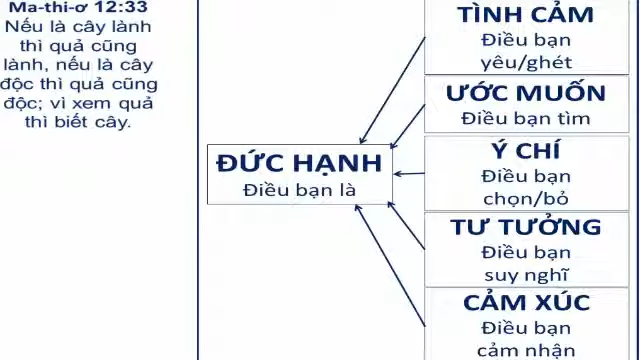 Ma-thi-ơ 12:33
Nếu là cây lành
thì quả cũng
lành, nếu là cây
độc thì quả cũng
độc; vì xem quả
thì biết cây.
ĐỨC HẠNH
Điều bạn là
TÌNH CẢM
Điều bạn
yêu/ghét
ƯỚC MUỐN
Điều bạn tìm
Ý CHÍ
Điều bạn
chọn/bỏ
TƯ TƯỞNG
Điều bạn
suy nghĩ
CẢM XÚC
Điều bạn
cảm nhận